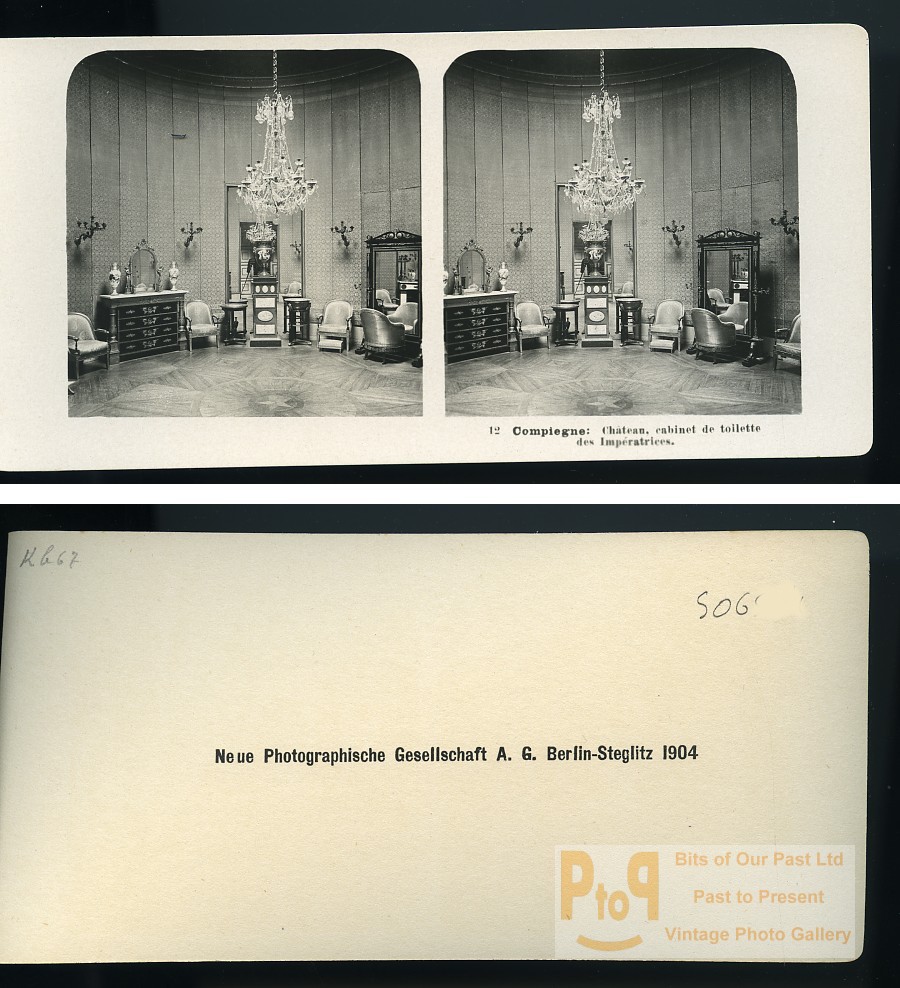 12 Compiegne: Château, cabinet de toilette
des Impératrices.
Kb67
506
Neue Photographische Gesellschaft A. G. Berlin-Steglitz 1904
PtoP
Bits of Our Past Ltd
Past to Present
Vintage Photo Gallery